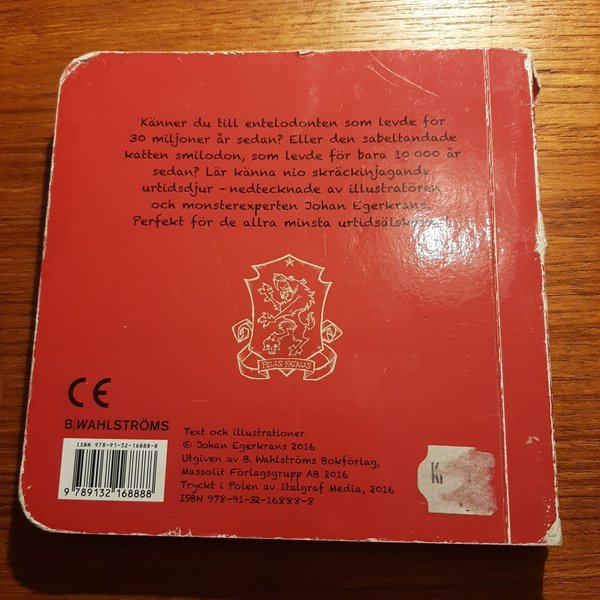 Känner du till entelodonten som levde för
30 miljoner år sedan? Eller den sabeltandade
katten smilodon, som levde för bara 10 000 år
sedan? Lär känna nio skräckinjagande
urtidsdjur – nedtecknade av illustratören
och monsterexperten Johan Egerkrans.
Perfekt för de allra minsta
FELIS FATALIS
CE
B|WAHLSTRÖMS
ISBN 978-91-32-16888-8
9 789132 168888
Text och illustrationer
© Johan Egerkrans 2016
Utgiven av B. Wahlströms Bokförlag,
Massolit Förlagsgrupp AB 2016
Tryckt i Polen av Italgraf Media, 2016
ISBN 978-91-32-16888-8
Kr